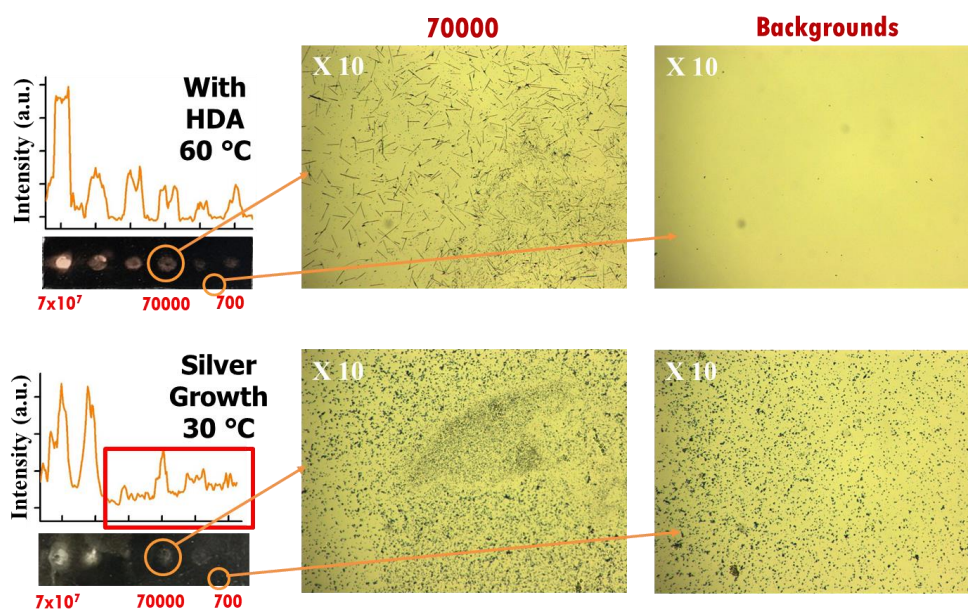 70000
Backgrounds
With
HDA
60 °C
Intensity (a.u.)
X 10
X 10
7x10⁷
70000
700
Silver
Growth
30 °C
Intensity (a.u.)
X 10
X 10
7x10⁷
70000
700